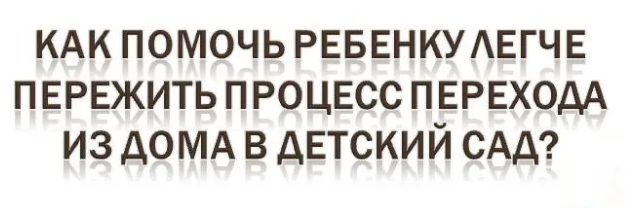 КАК ПОМОЧЬ РЕБЕНКУ ЛЕГЧЕ
ПЕРЕЖИТЬ ПРОЦЕСС ПЕРЕХОДА
ИЗ ДОМА В ДЕТСКИЙ САД?